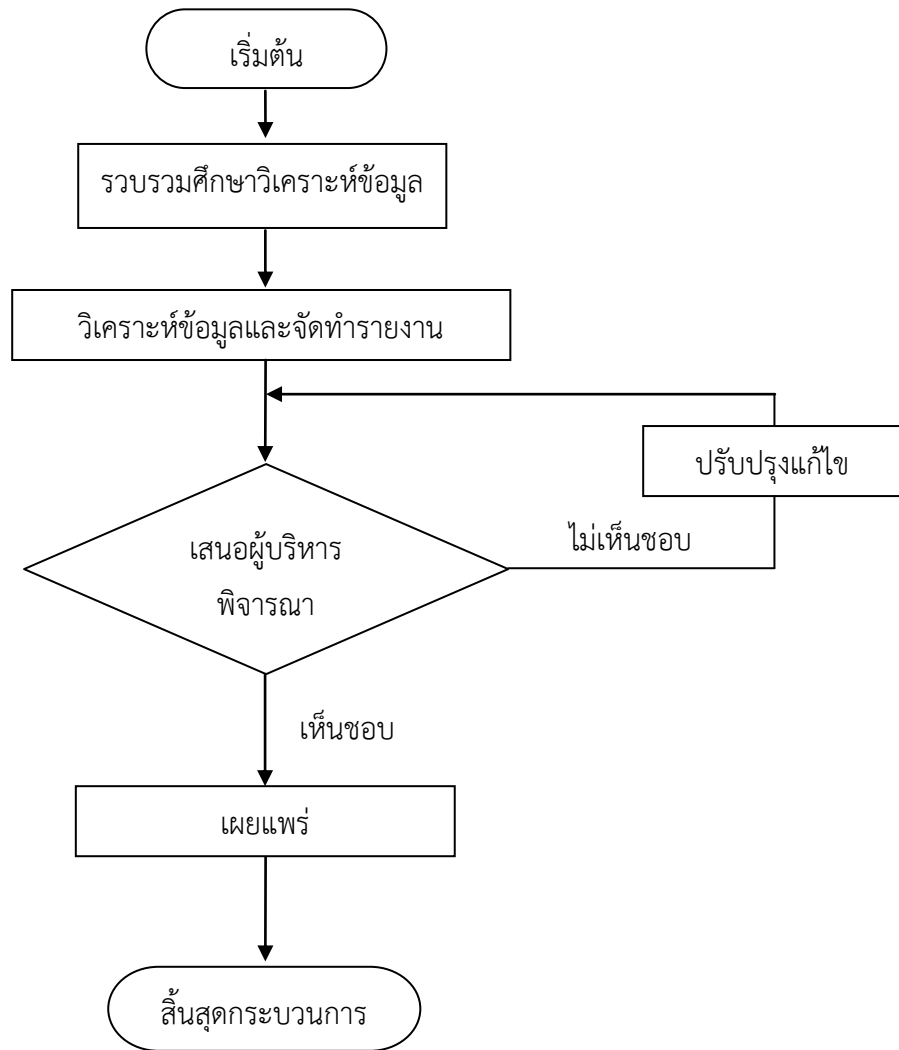 เริ่มต้น
รวบรวมศึกษาวิเคราะห์ข้อมูล
วิเคราะห์ข้อมูลและจัดทำรายงาน
ปรับปรุงแก้ไข
ไม่เห็นชอบ
เสนอผู้บริหาร
พิจารณา
เห็นชอบ
เผยแพร่
สิ้นสุดกระบวนการ